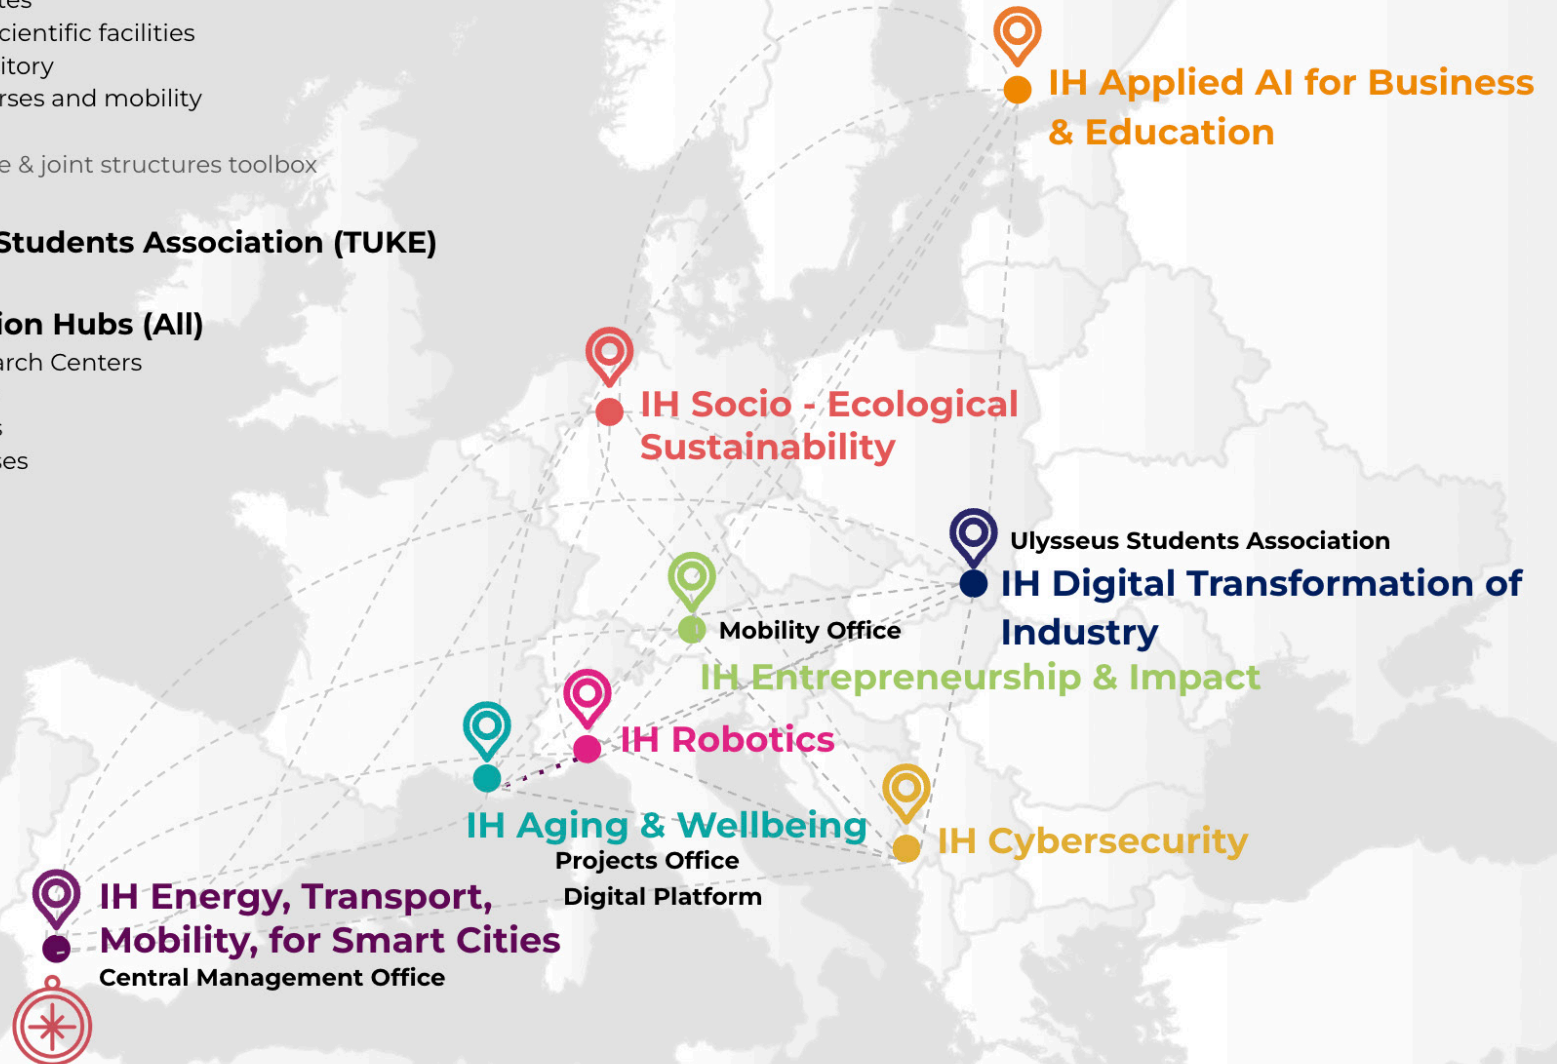 tes
cientific facilities
itory
rses and mobility
e & joint structures toolbox
Students Association (TUKE)
ion Hubs (All)
arch Centers
s
ses
IH Applied AI for Business
& Education
IH Socio - Ecological
Sustainability
Ulysseus Students Association
IH Digital Transformation of
Industry
Mobility Office
IH Entrepreneurship & Impact
IH Robotics
IH Aging & Wellbeing
Projects Office
Digital Platform
IH Cybersecurity
IH Energy, Transport,
Mobility, for Smart Cities
Central Management Office